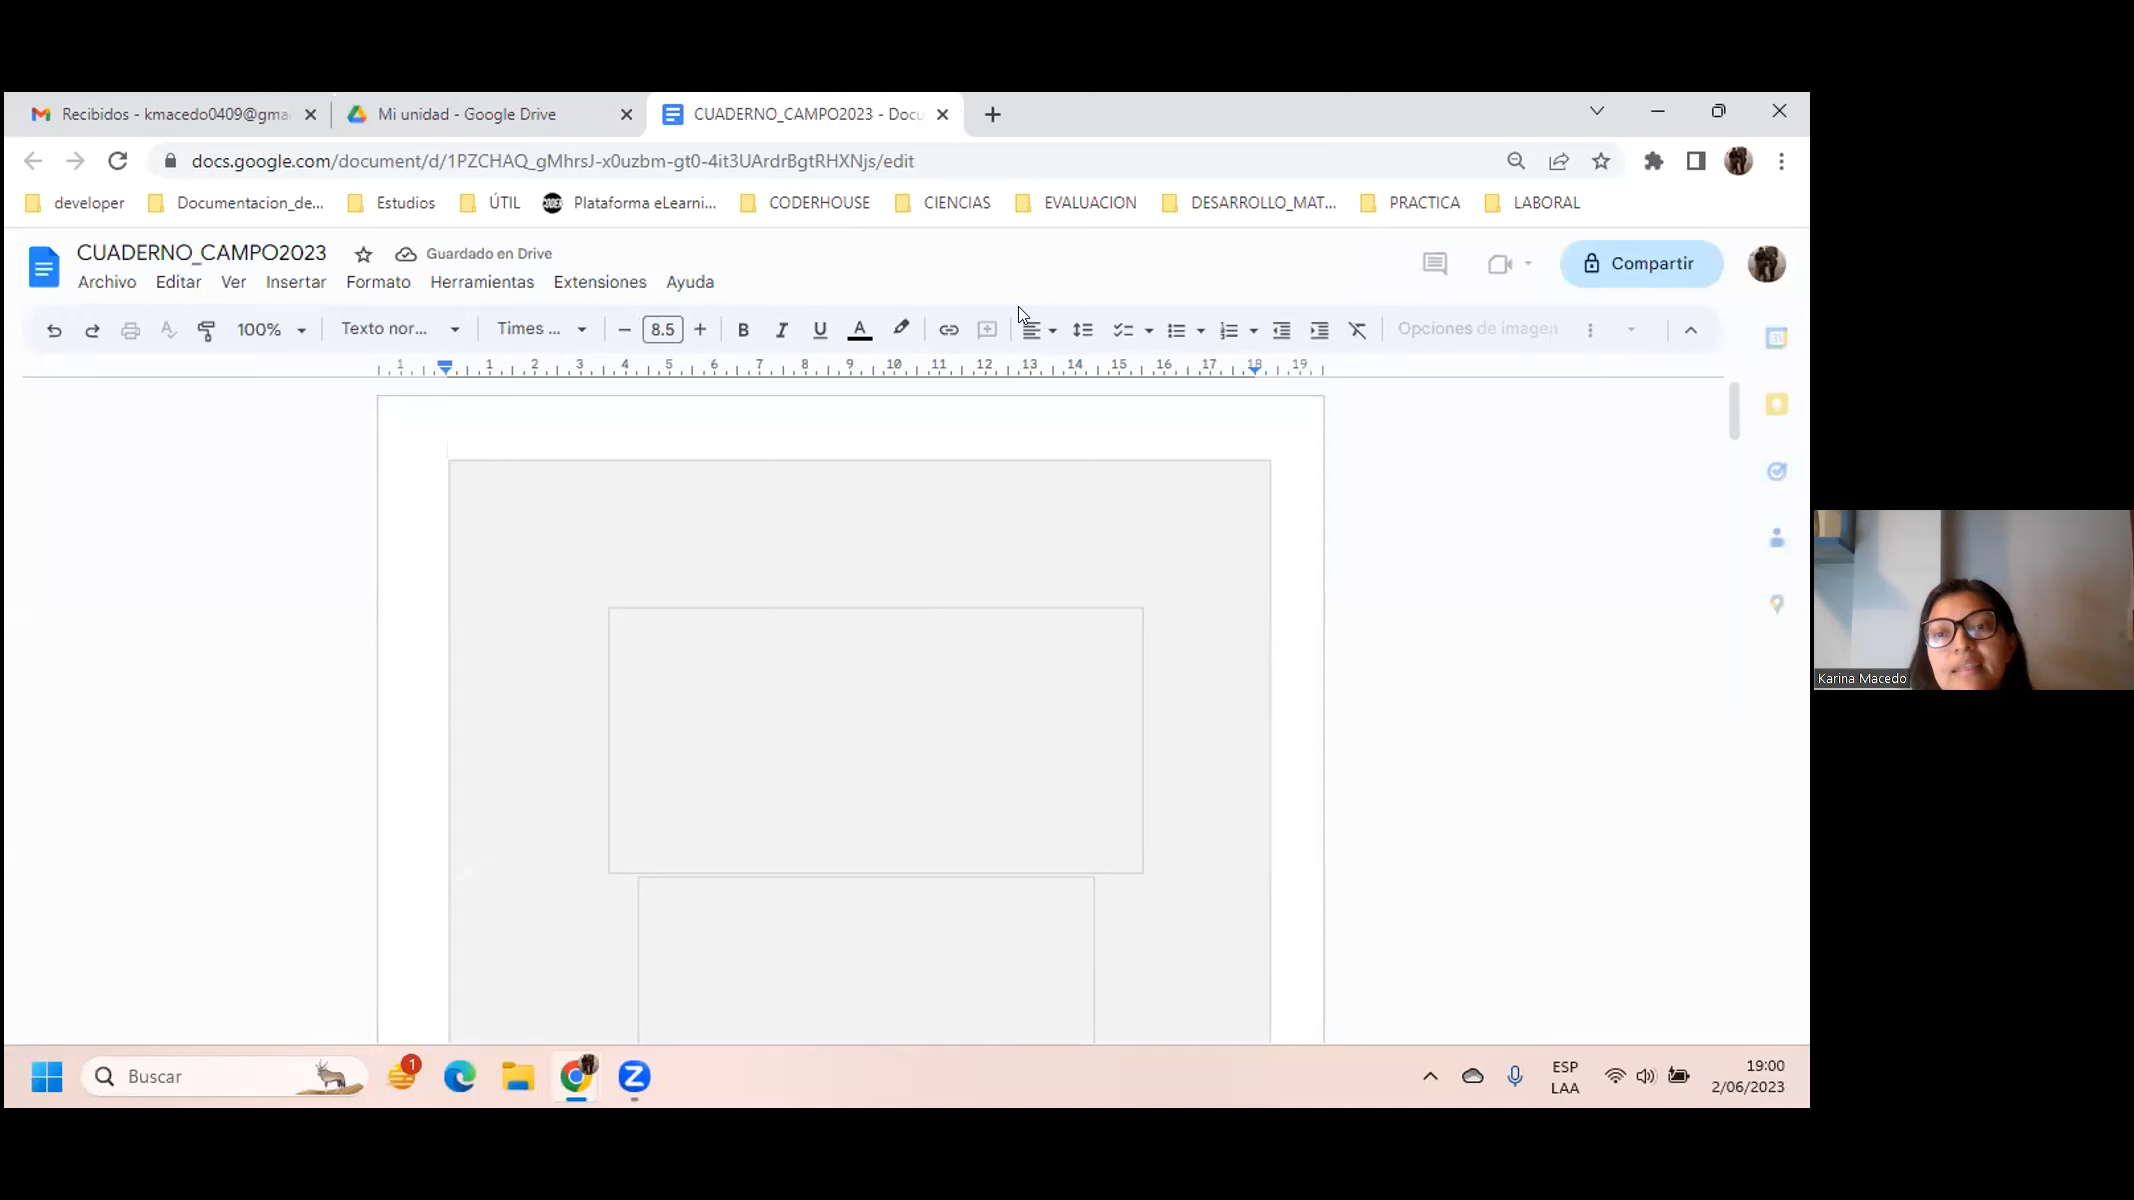 Recibidos - kmacedo0409@gma
Mi unidad - Google Drive
CUADERNO_CAMPO2023 - Docu
docs.google.com/document/d/1PZCHAQ_gMhrsJ-x0uzbm-gt0-4it3UArdrBgtRHXNjs/edit
developer
Documentacion_de...
Estudios
ÚTIL
Plataforma eLearni...
CODERHOUSE
CIENCIAS
EVALUACION
DESARROLLO_MAT...
PRACTICA
LABORAL
CUADERNO_CAMPO2023
Guardado en Drive
Compartir
Archivo Editar Ver Insertar Formato Herramientas Extensiones Ayuda
100% Texto nor... Times ... 8.5 Opciones de imagen
1 1 2 3 4 5 6 7 8 9 10 11 12 13 14 15 16 17 18 19
Karina Macedo
Buscar
1
ESP
LAA
19:00
2/06/2023